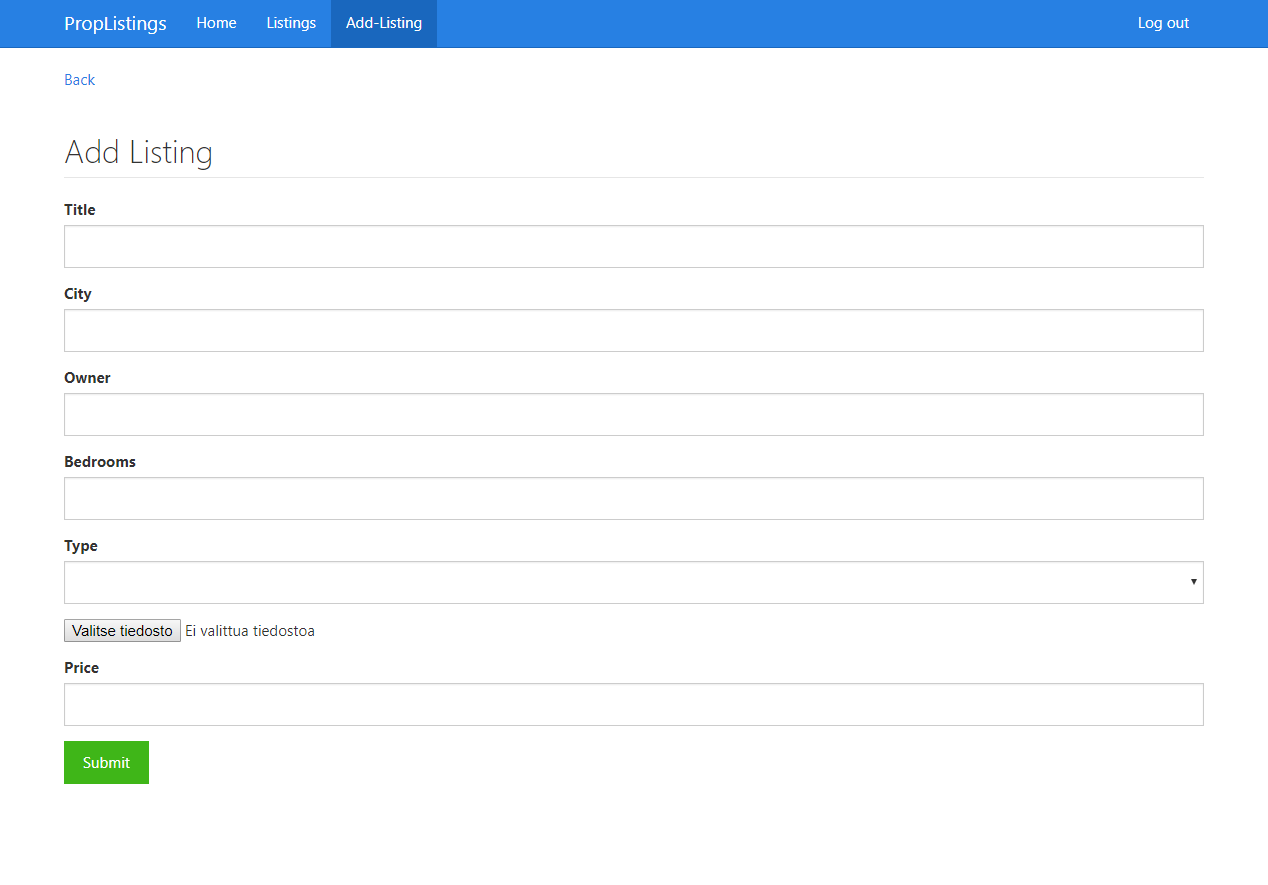 PropListings Home Listings Add-Listing Log out
Back
Add Listing
Title
City
Owner
Bedrooms
Type
Valitse tiedosto Ei valittua tiedostoa
Price
Submit